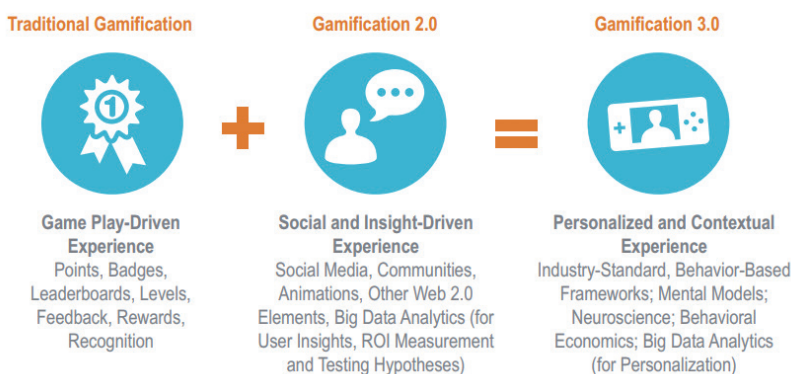 Traditional Gamification
Gamification 2.0
Gamification 3.0
1
Game Play-Driven
Experience
Points, Badges,
Leaderboards, Levels,
Feedback, Rewards,
Recognition
Social and Insight-Driven
Experience
Social Media, Communities,
Animations, Other Web 2.0
Elements, Big Data Analytics (for
User Insights, ROI Measurement
and Testing Hypotheses)
Personalized and Contextual
Experience
Industry-Standard, Behavior-Based
Frameworks; Mental Models;
Neuroscience; Behavioral
Economics; Big Data Analytics
(for Personalization)